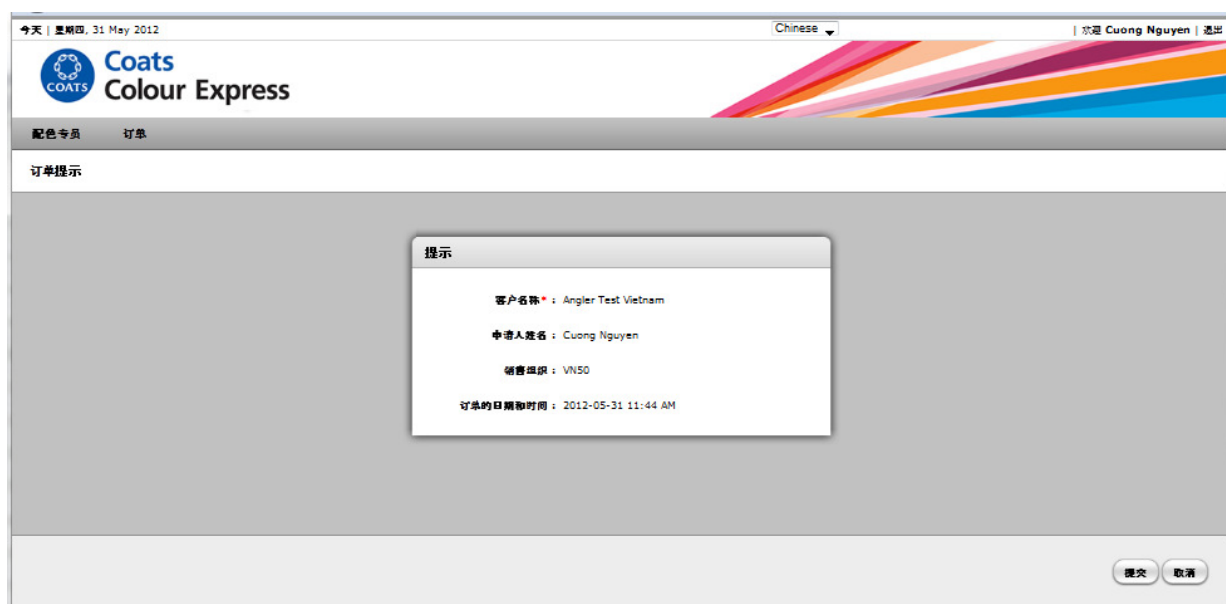 今天 | 星期四, 31 May 2012
Chinese
| 欢迎 Cuong Nguyen | 退出
COATS
Coats
Colour Express
配色专员 订单
订单提示
提示
客户名称* : Angler Test Vietnam
申请人姓名 : Cuong Nguyen
销售组织 : VN50
订单的日期和时间 : 2012-05-31 11:44 AM
提交 取消